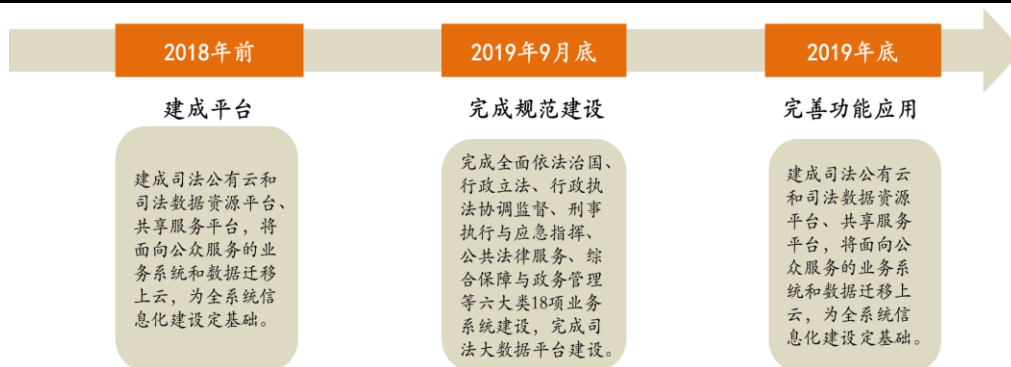 2018年前
2019年9月底
2019年底
建成平台
完成规范建设
完善功能应用
建成司法公有云和
司法数据资源平台、
共享服务平台，将
面向公众服务的业
务系统和数据迁移
上云，为全系统信
息化建设定基础。
完成全面依法治国、
行政立法、行政执
法协调监督、刑事
执行与应急指挥、
公共法律服务、综
合保障与政务管理
等六大类18项业务
系统建设，完成司
法大数据平台建设。
建成司法公有云
和司法数据资源
平台、共享服务
平台，将面向公
众服务的业务系
统和数据迁移上
云，为全系统信
息化建设定基础。